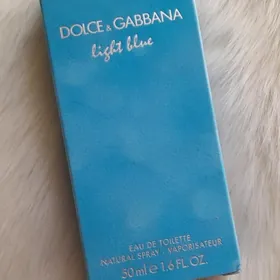 DOLCE & GABBANA
light blue
EAU DE TOILETTE
NATURAL SPRAY - VAPORISATEUR
50 ml e 1.6 FL. OZ.